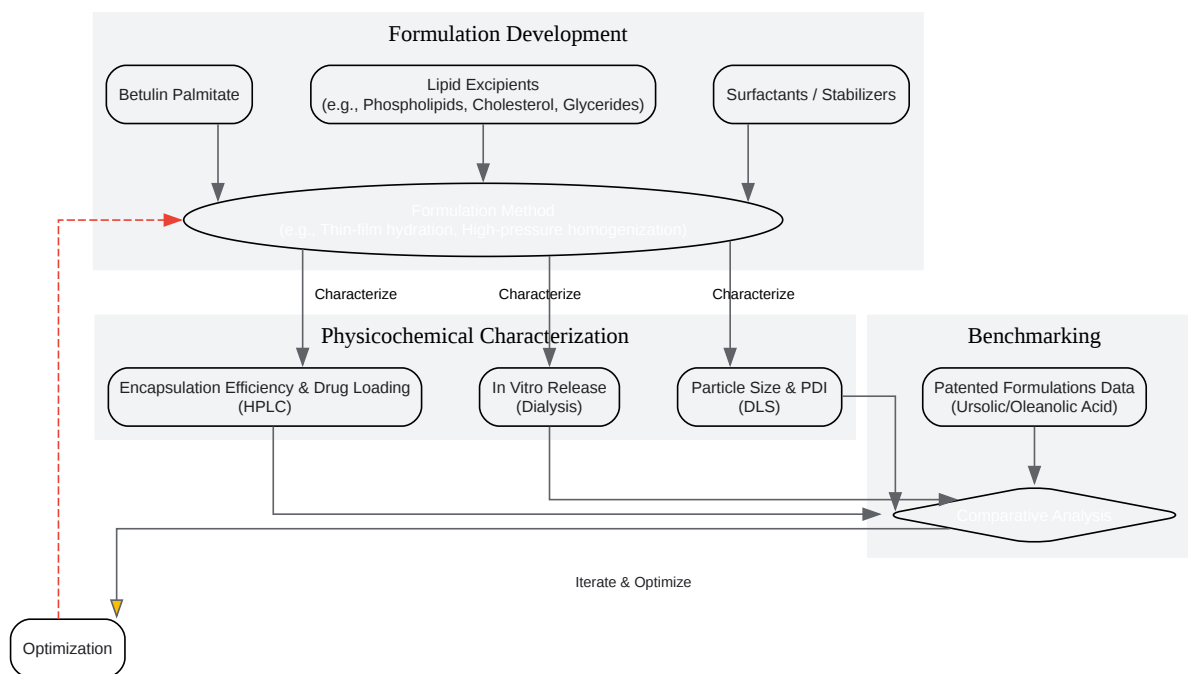 Formulation Development
Betulin Palmitate
Lipid Excipients
(e.g., Phospholipids, Cholesterol, Glycerides)
Surfactants / Stabilizers
Formulation Method
(e.g., Thin-film hydration, High-pressure homogenization)
Characterize
Characterize
Characterize
Physicochemical Characterization
Benchmarking
Encapsulation Efficiency & Drug Loading
(HPLC)
In Vitro Release
(Dialysis)
Particle Size & PDI
(DLS)
Patented Formulations Data
(Ursolic/Oleanolic Acid)
Comparative Analysis
Iterate & Optimize
Optimization